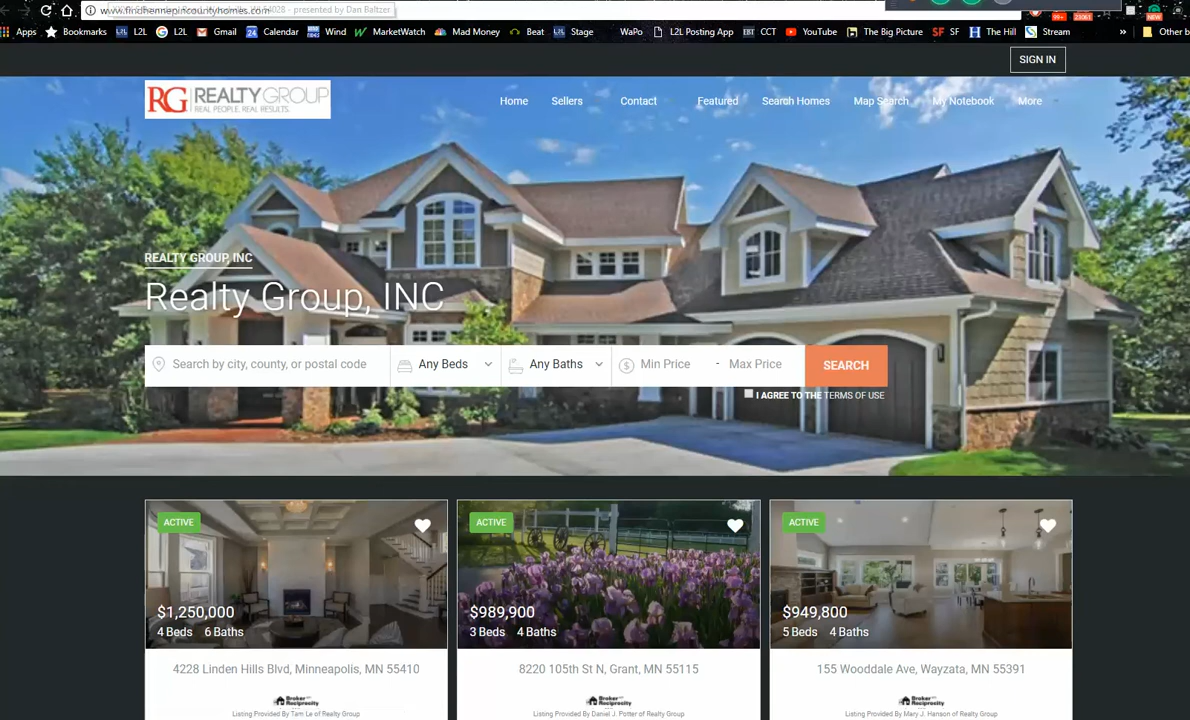 www.findhennepincountyhomes.com
54028 - presented by Dan Baltzer
Apps Bookmarks L2L L2L Gmail Calendar Wind MarketWatch Mad Money Beat Stage WaPo L2L Posting App CCT YouTube The Big Picture SF The Hill Stream » Other b
99+ 23061 NEW
SIGN IN
RG REALTYGROUP
REAL PEOPLE. REAL RESULTS.
Home Sellers Contact Featured Search Homes Map Search My Notebook More
REALTY GROUP, INC
Realty Group, INC
Search by city, county, or postal code Any Beds Any Baths Min Price - Max Price SEARCH
I AGREE TO THE TERMS OF USE
ACTIVE ACTIVE ACTIVE
$1,250,000 $989,900 $949,800
4 Beds 6 Baths 3 Beds 4 Baths 5 Beds 4 Baths
4228 Linden Hills Blvd, Minneapolis, MN 55410 8220 105th St N, Grant, MN 55115 155 Wooddale Ave, Wayzata, MN 55391
Broker Reciprocity Broker Reciprocity Broker Reciprocity
Listing Provided By Tam Le of Realty Group Listing Provided By Daniel J. Potter of Realty Group Listing Provided By Mary J. Hanson of Realty Group